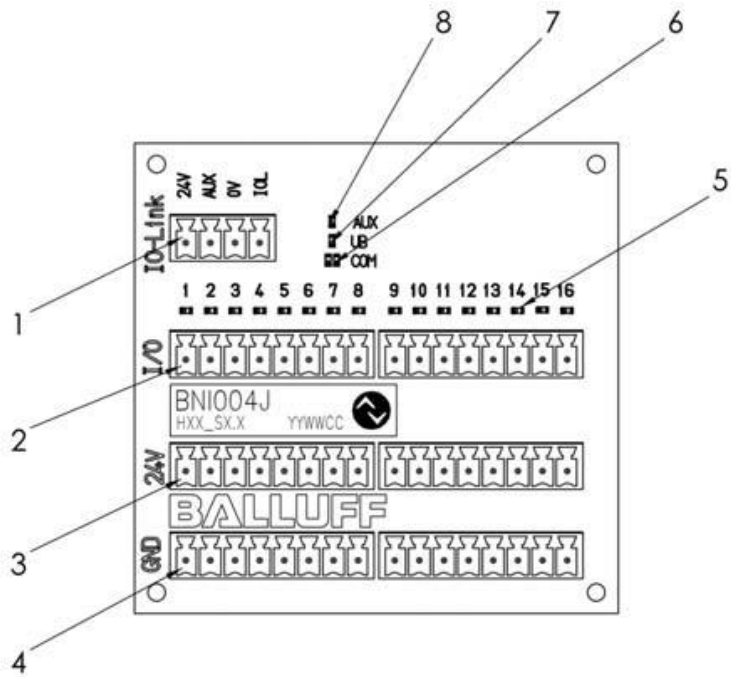 8 7 6
5
24V AUX 0V IOL
IO-Link
AUX
UB
COM
1
1 2 3 4 5 6 7 8 9 10 11 12 13 14 15 16
I/O
2
BNI004J
HXX_SX.X YYWWCC
24V
BALLUFF
3
GND
4